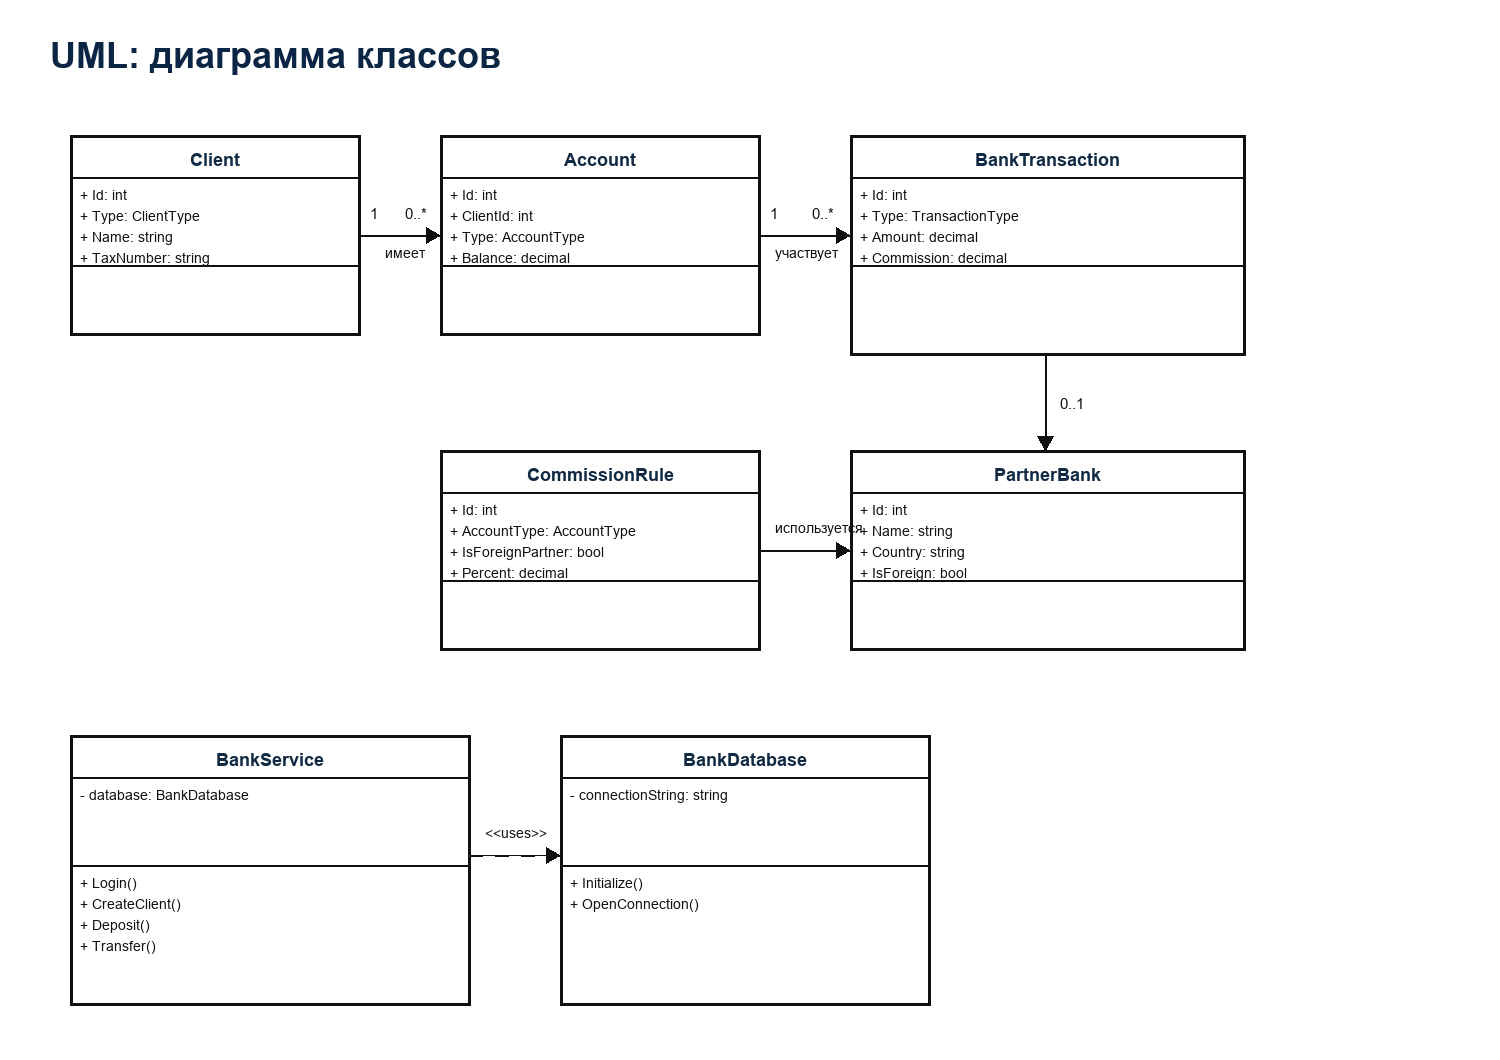 UML: диаграмма классов
Client
+ Id: int
+ Type: ClientType
+ Name: string
+ TaxNumber: string
1
0..*
имеет
Account
+ Id: int
+ ClientId: int
+ Type: AccountType
+ Balance: decimal
1
0..*
участвует
BankTransaction
+ Id: int
+ Type: TransactionType
+ Amount: decimal
+ Commission: decimal
0..1
CommissionRule
+ Id: int
+ AccountType: AccountType
+ IsForeignPartner: bool
+ Percent: decimal
используется
PartnerBank
+ Id: int
+ Name: string
+ Country: string
+ IsForeign: bool
BankService
- database: BankDatabase
+ Login()
+ CreateClient()
+ Deposit()
+ Transfer()
<<uses>>
BankDatabase
- connectionString: string
+ Initialize()
+ OpenConnection()